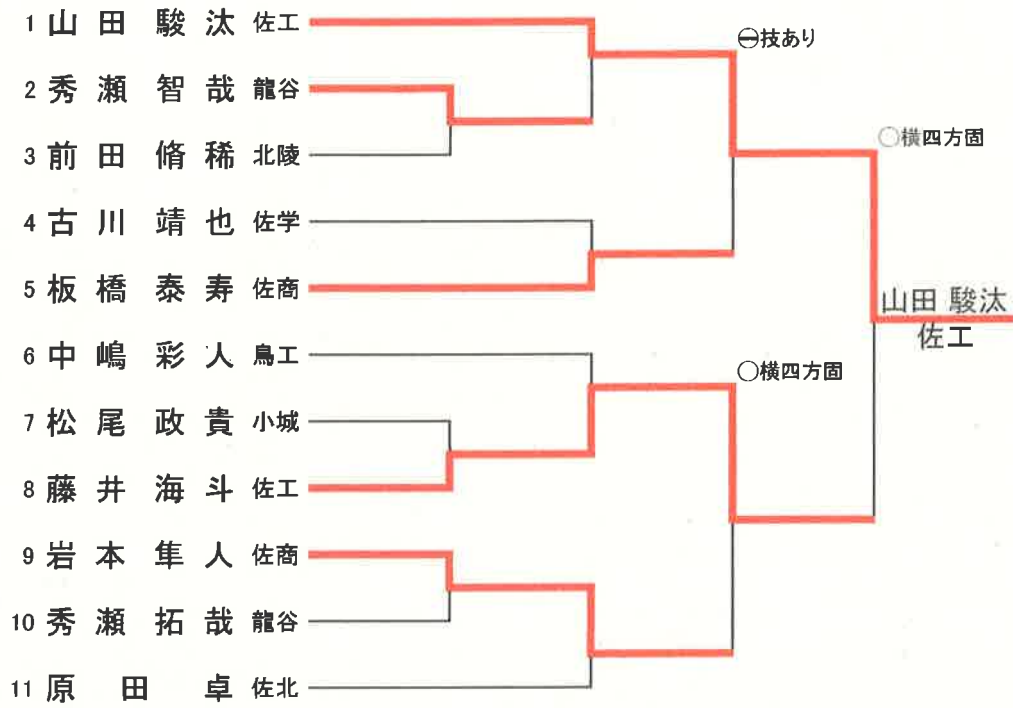 1 山田 駿汰 佐工
2 秀瀬 智哉 龍谷
3 前田 脩稀 北陵
4 古川 靖也 佐学
5 板橋 泰寿 佐商
6 中嶋 彩人 鳥工
7 松尾 政貴 小城
8 藤井 海斗 佐工
9 岩本 隼人 佐商
10 秀瀬 拓哉 龍谷
11 原田 卓 佐北
㊀技あり
○横四方固
○横四方固
山田 駿汰
佐工